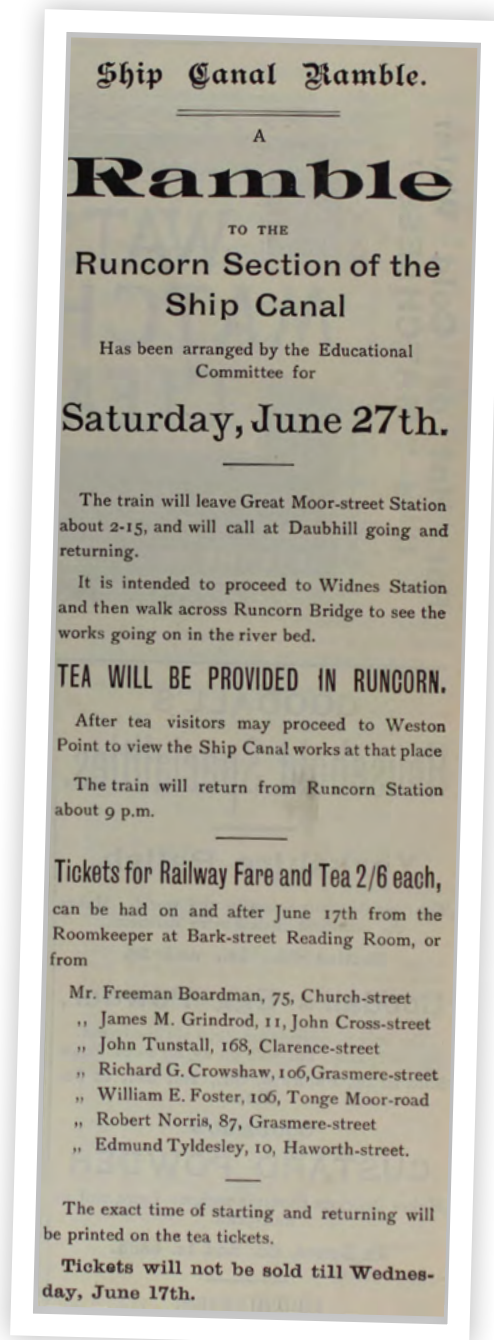 Ship Canal Ramble.
A
Ramble
TO THE
Runcorn Section of the
Ship Canal
Has been arranged by the Educational
Committee for
Saturday, June 27th.
The train will leave Great Moor-street Station
about 2-15, and will call at Daubhill going and
returning.
It is intended to proceed to Widnes Station
and then walk across Runcorn Bridge to see the
works going on in the river bed.
TEA WILL BE PROVIDED IN RUNCORN.
After tea visitors may proceed to Weston
Point to view the Ship Canal works at that place
The train will return from Runcorn Station
about 9 p.m.
Tickets for Railway Fare and Tea 2/6 each,
can be had on and after June 17th from the
Roomkeeper at Bark-street Reading Room, or
from
Mr. Freeman Boardman, 75, Church-street
,, James M. Grindrod, 11, John Cross-street
,, John Tunstall, 168, Clarence-street
,, Richard G. Crowshaw, 106,Grasmere-street
,, William E. Foster, 106, Tonge Moor-road
,, Robert Norris, 87, Grasmere-street
,, Edmund Tyldesley, 10, Haworth-street.
The exact time of starting and returning will
be printed on the tea tickets.
Tickets will not be sold till Wednes-
day, June 17th.